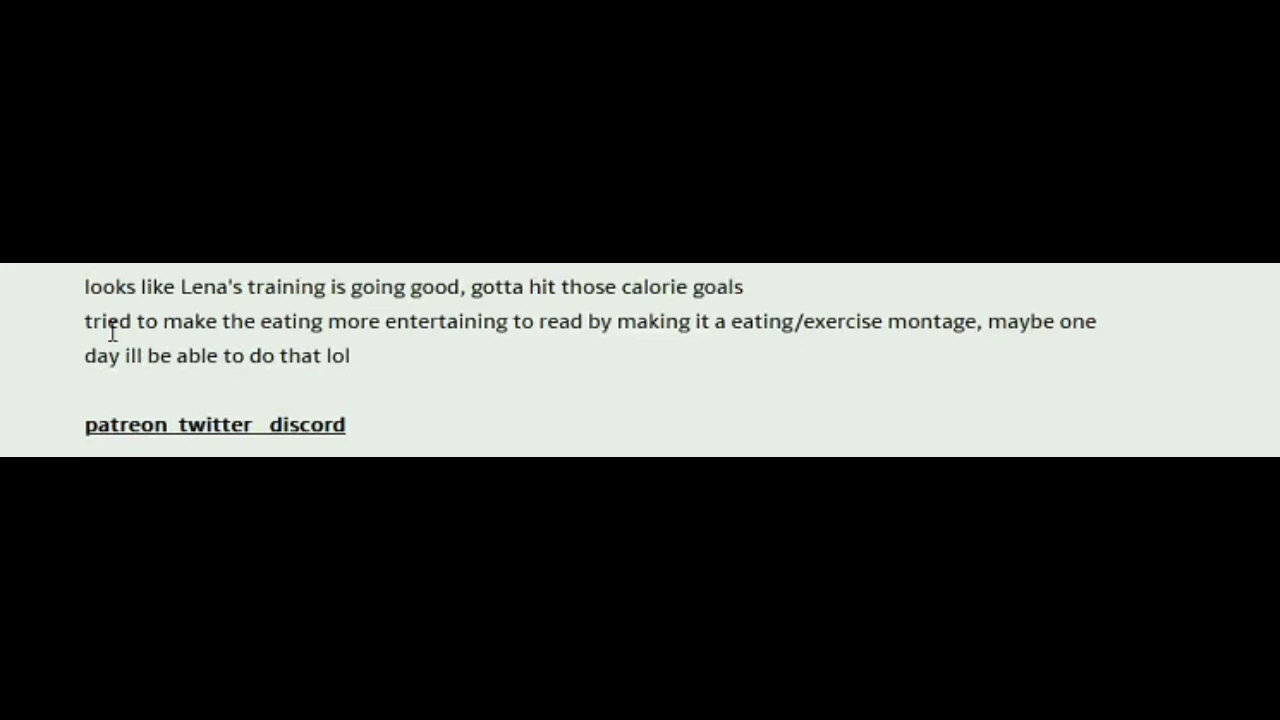 looks like Lena's training is going good, gotta hit those calorie goals
tried to make the eating more entertaining to read by making it a eating/exercise montage, maybe one
day ill be able to do that lol
patreon twitter discord